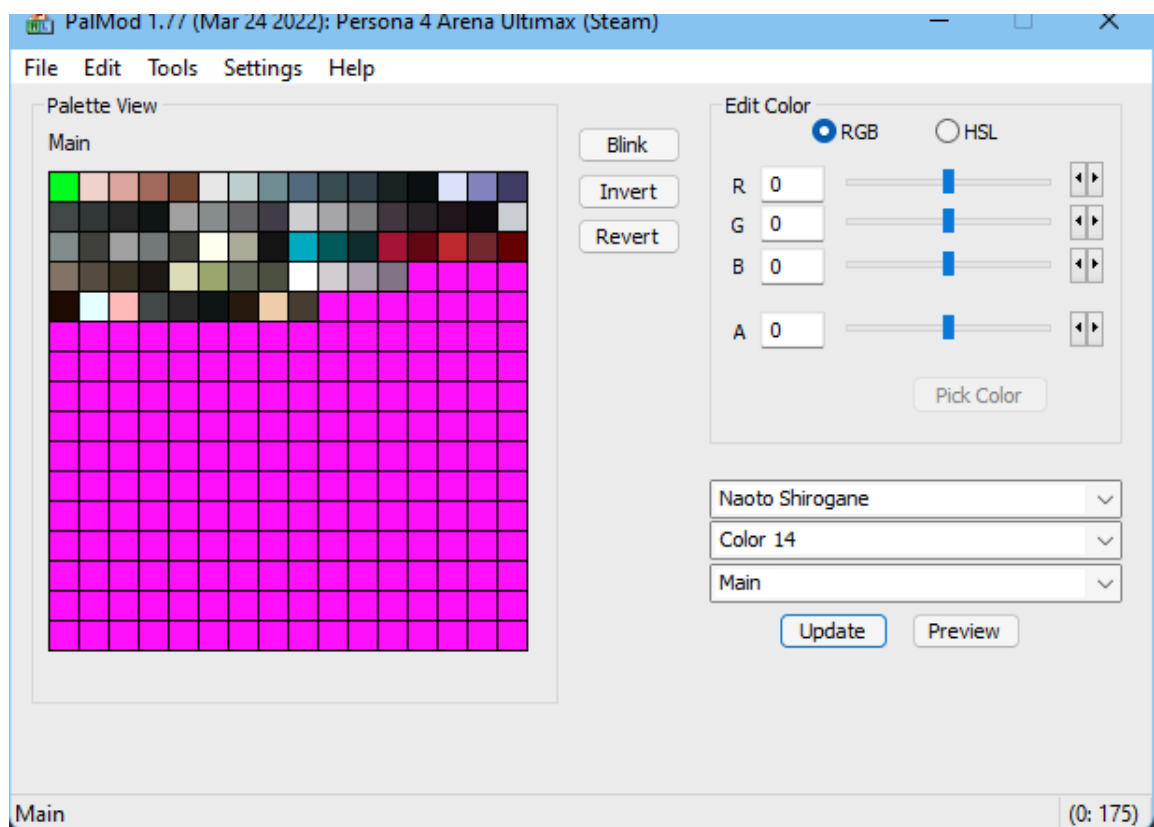 PalMod 1.77 (Mar 24 2022): Persona 4 Arena Ultimax (Steam)
File Edit Tools Settings Help
Palette View
Main
Blink
Invert
Revert
Edit Color
RGB HSL
R 0
G 0
B 0
A 0
Pick Color
Naoto Shirogane
Color 14
Main
Update Preview
Main (0: 175)